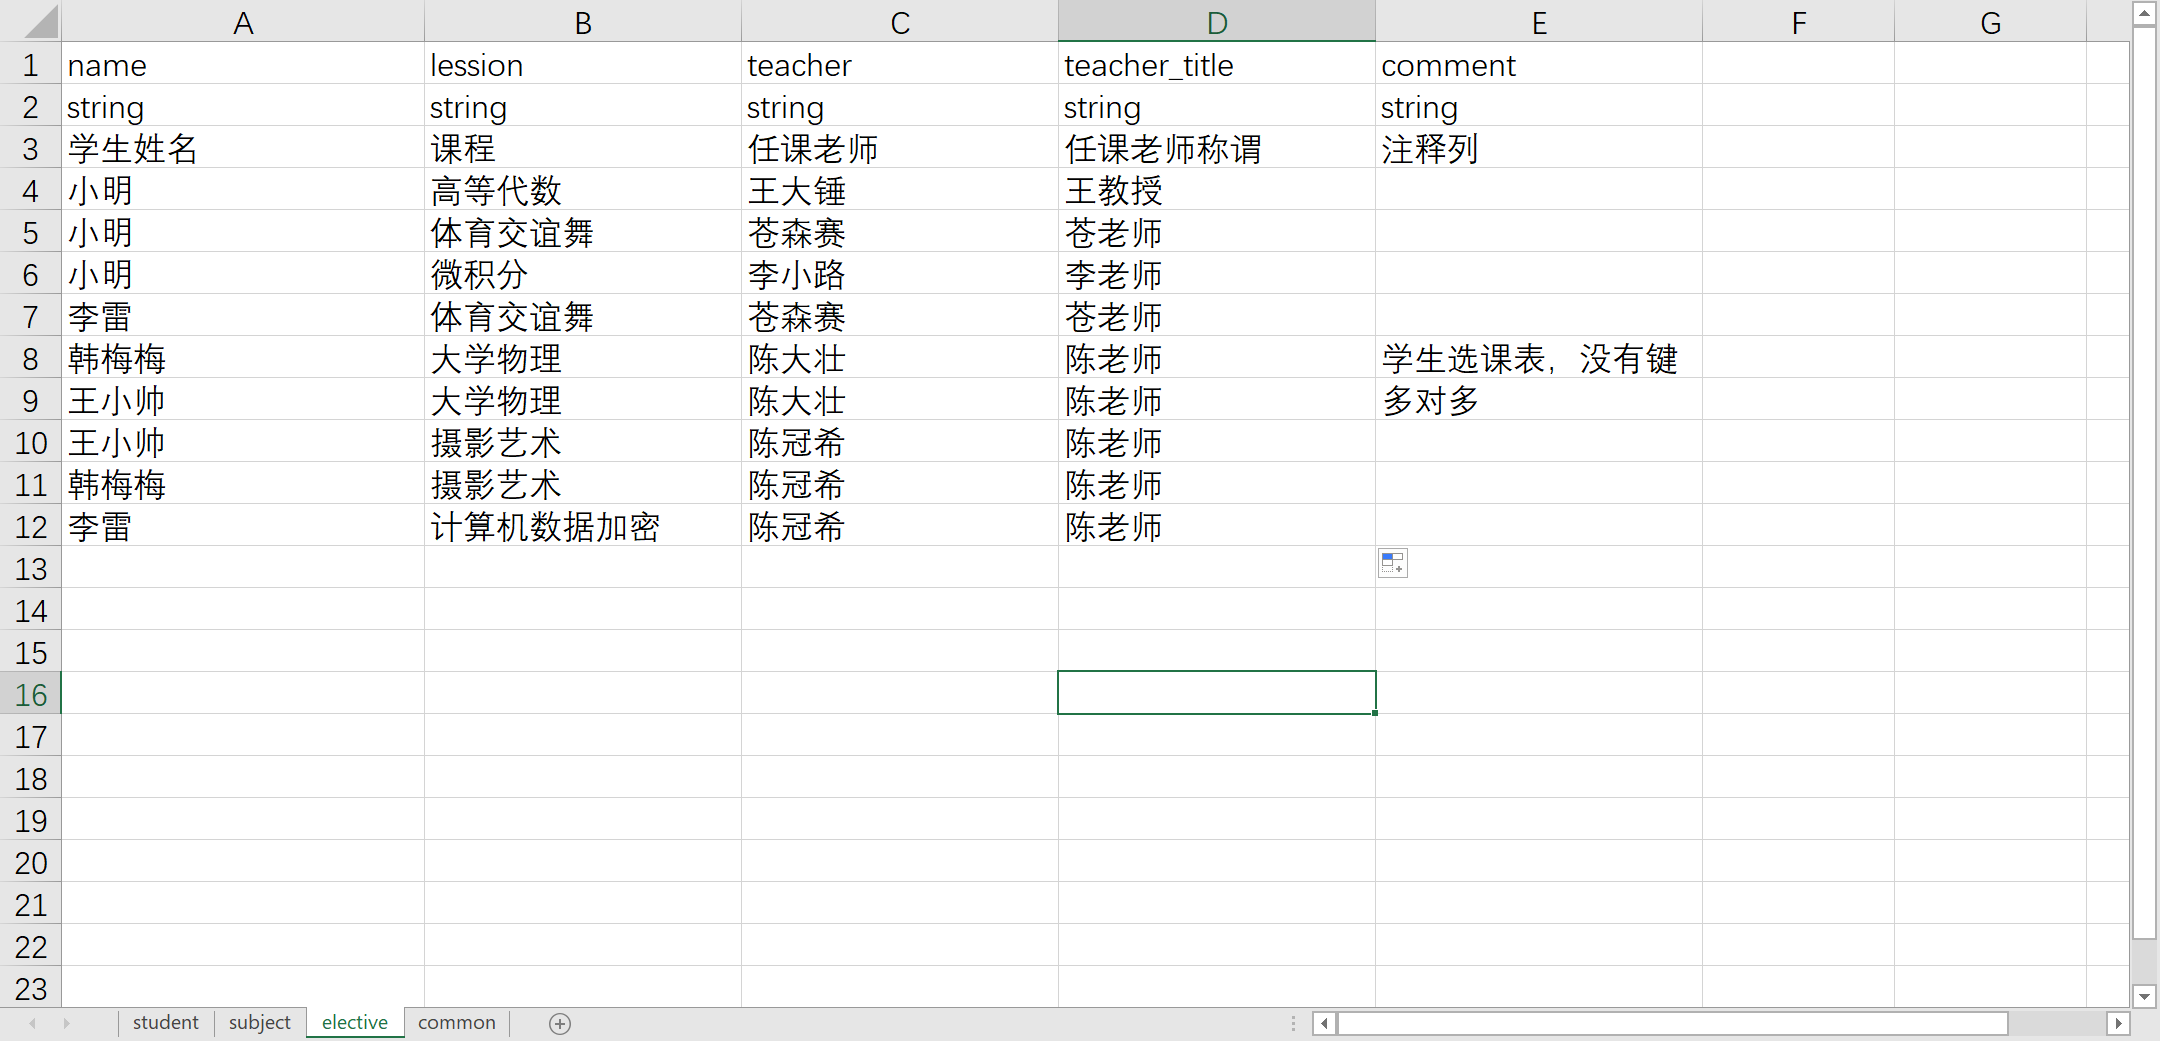 A B C D E F G
1 name lession teacher teacher_title comment
2 string string string string string
3 学生姓名 课程 任课老师 任课老师称谓 注释列
4 小明 高等代数 王大锤 王教授
5 小明 体育交谊舞 苍森赛 苍老师
6 小明 微积分 李小路 李老师
7 李雷 体育交谊舞 苍森赛 苍老师
8 韩梅梅 大学物理 陈大壮 陈老师 学生选课表，没有键
9 王小帅 大学物理 陈大壮 陈老师 多对多
10 王小帅 摄影艺术 陈冠希 陈老师
11 韩梅梅 摄影艺术 陈冠希 陈老师
12 李雷 计算机数据加密 陈冠希 陈老师
13
14
15
16
17
18
19
20
21
22
23
student subject elective common